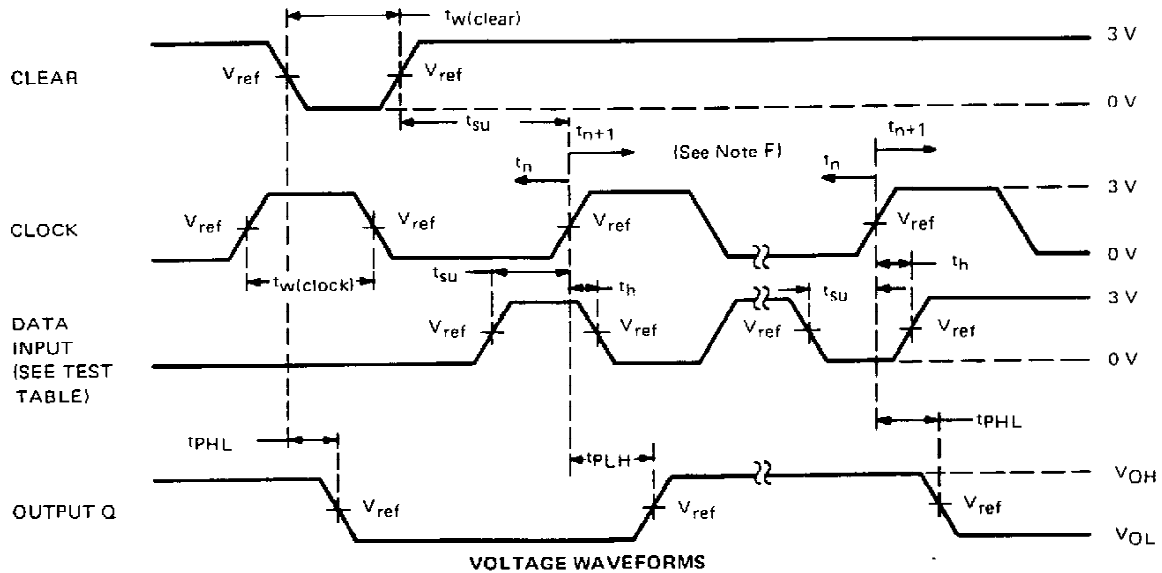 tw(clear)
3 V
CLEAR
Vref
Vref
0 V
tsu
tn+1
(See Note F)
tn+1
tn
tn
3 V
CLOCK
Vref
Vref
Vref
Vref
0 V
tw(clock)
tsu
th
tsu
th
3 V
DATA
INPUT
(SEE TEST
TABLE)
Vref
Vref
Vref
Vref
0 V
tPHL
tPLH
tPHL
VOH
OUTPUT Q
Vref
Vref
Vref
VOL
VOLTAGE WAVEFORMS